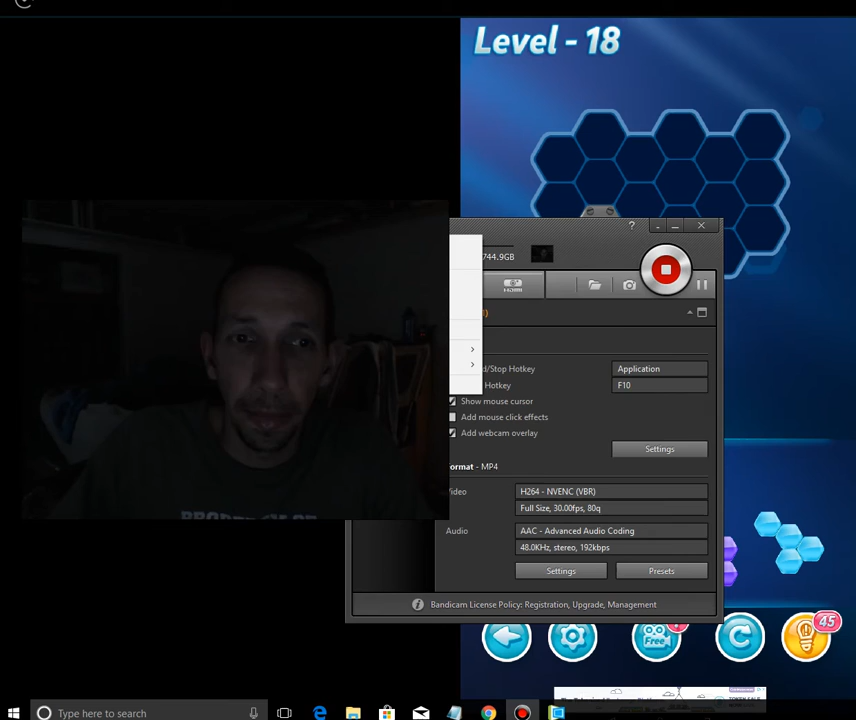 Level - 18
?
744.9GB
HDMI
d/Stop Hotkey
Application
Hotkey
F10
Show mouse cursor
Add mouse click effects
Add webcam overlay
Settings
ormat - MP4
ideo
H264 - NVENC (VBR)
Full Size, 30.00fps, 80q
Audio
AAC - Advanced Audio Coding
48.0KHz, stereo, 192kbps
Settings
Presets
Bandicam License Policy: Registration, Upgrade, Management
Free
45
Type here to search